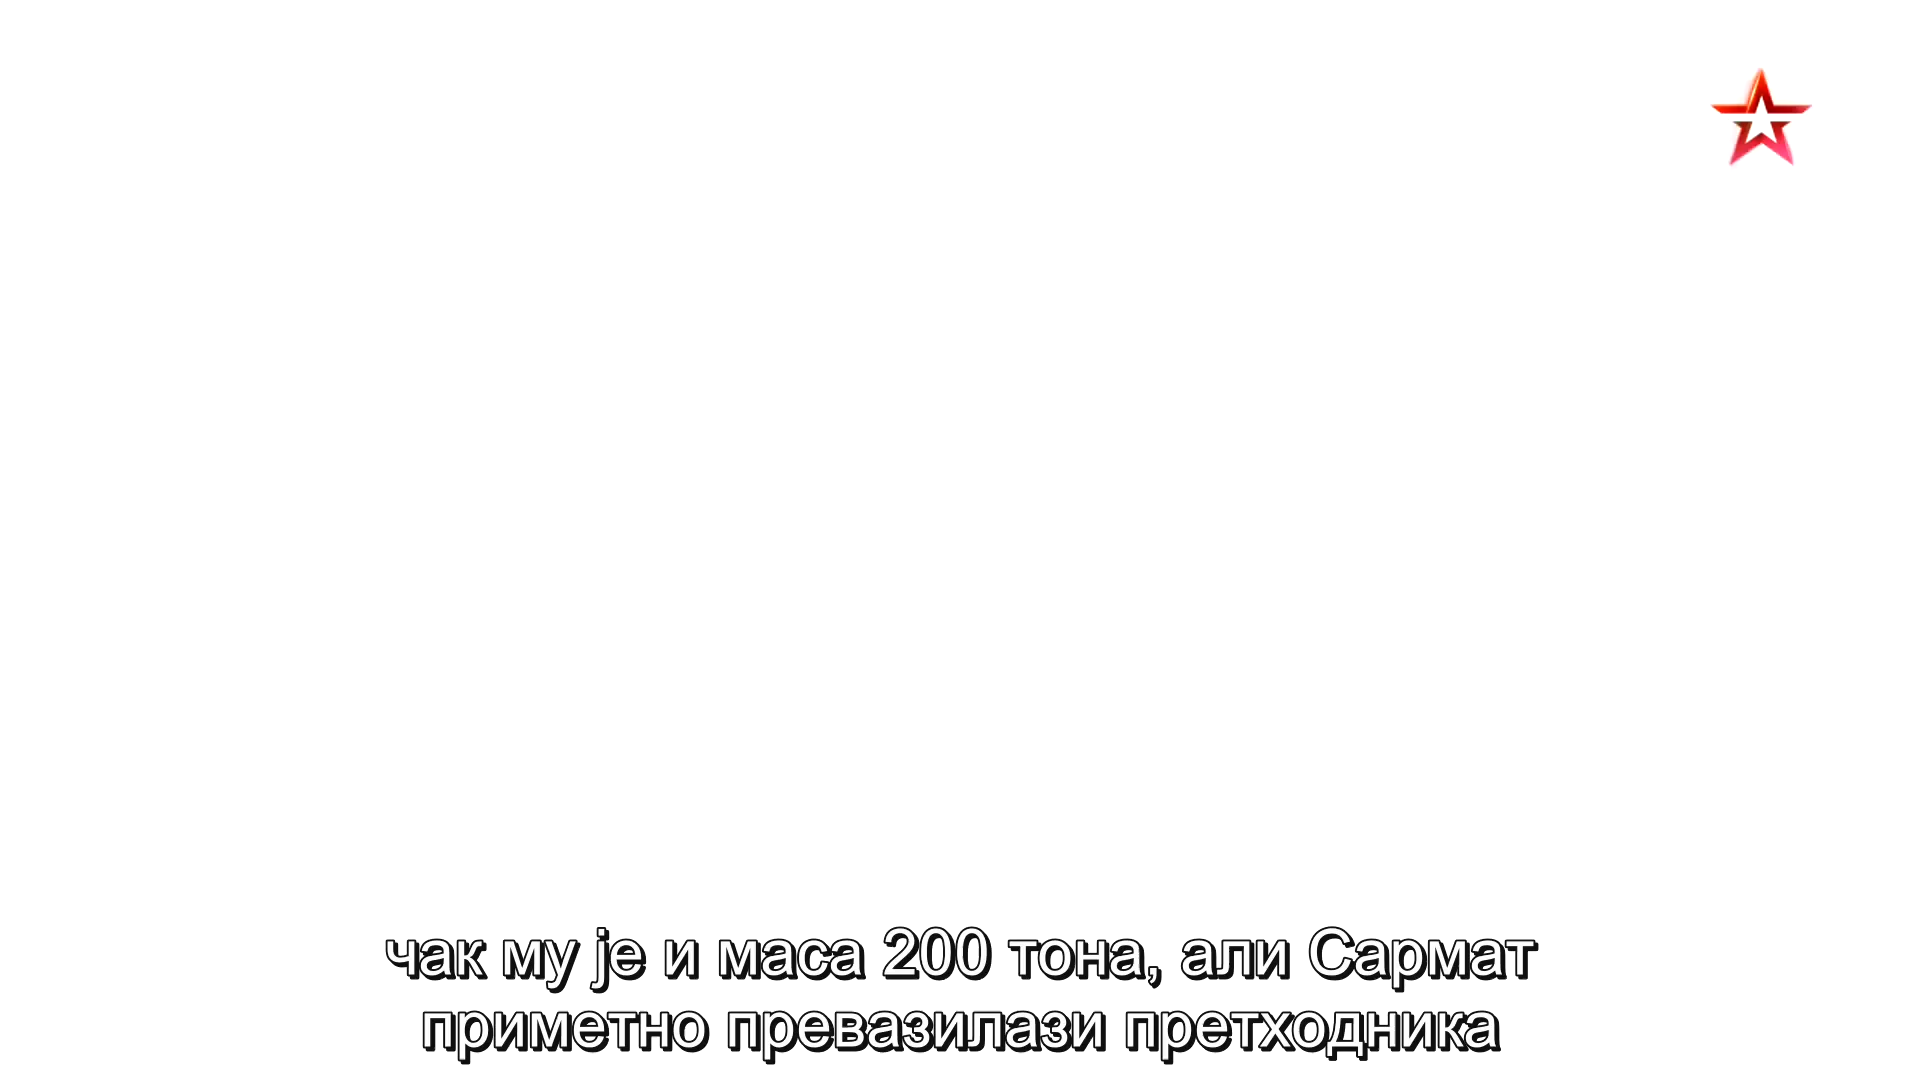 чак му је и маса 200 тона, али Сармат
приметно превазилази претходника